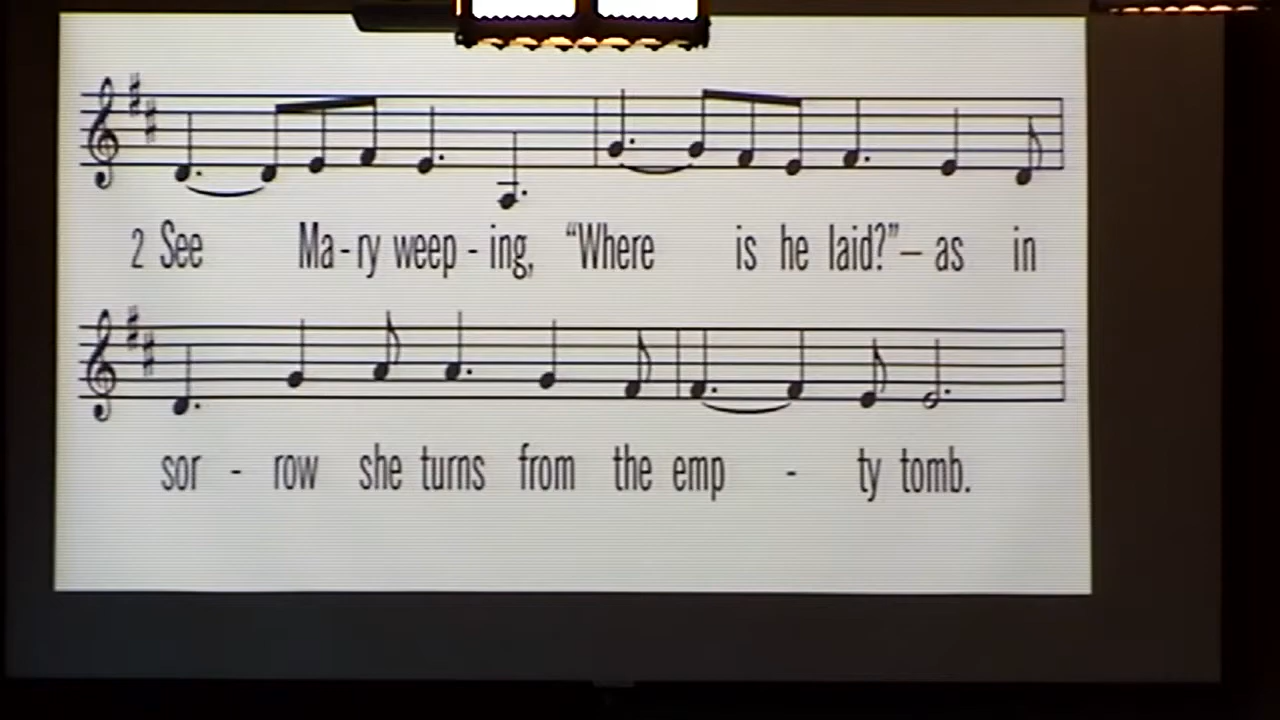 2 See Ma-ry weep-ing, “Where is he laid?”– as in
sor - row she turns from the emp - ty tomb.